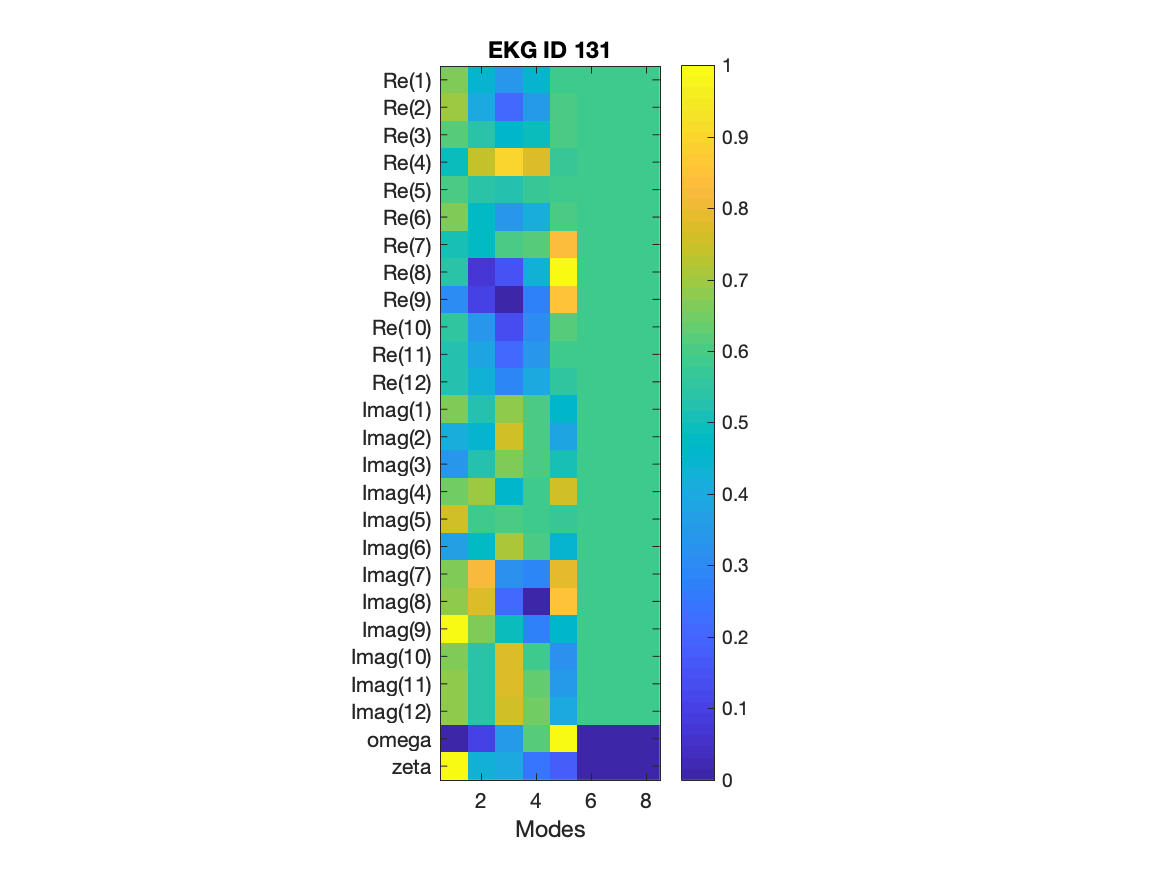 EKG ID 131
Re(1)
Re(2)
Re(3)
Re(4)
Re(5)
Re(6)
Re(7)
Re(8)
Re(9)
Re(10)
Re(11)
Re(12)
Imag(1)
Imag(2)
Imag(3)
Imag(4)
Imag(5)
Imag(6)
Imag(7)
Imag(8)
Imag(9)
Imag(10)
Imag(11)
Imag(12)
omega
zeta
2 4 6 8
Modes
1
0.9
0.8
0.7
0.6
0.5
0.4
0.3
0.2
0.1
0